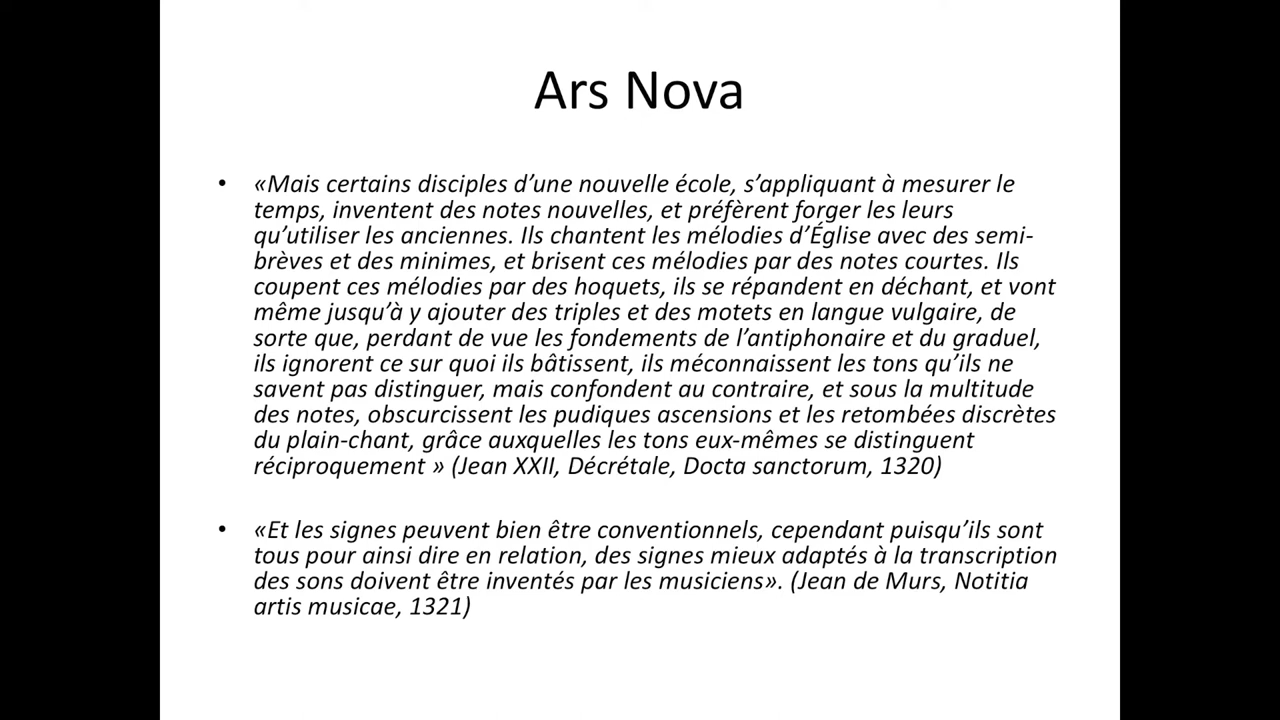 Ars Nova
• «Mais certains disciples d’une nouvelle école, s’appliquant à mesurer le
temps, inventent des notes nouvelles, et préfèrent forger les leurs
qu’utiliser les anciennes. Ils chantent les mélodies d’Église avec des semi-
brèves et des minimes, et brisent ces mélodies par des notes courtes. Ils
coupent ces mélodies par des hoquets, ils se répandent en déchant, et vont
même jusqu’à y ajouter des triples et des motets en langue vulgaire, de
sorte que, perdant de vue les fondements de l’antiphonaire et du graduel,
ils ignorent ce sur quoi ils bâtissent, ils méconnaissent les tons qu’ils ne
savent pas distinguer, mais confondent au contraire, et sous la multitude
des notes, obscurcissent les pudiques ascensions et les retombées discrètes
du plain-chant, grâce auxquelles les tons eux-mêmes se distinguent
réciproquement » (Jean XXII, Décrétale, Docta sanctorum, 1320)
• «Et les signes peuvent bien être conventionnels, cependant puisqu’ils sont
tous pour ainsi dire en relation, des signes mieux adaptés à la transcription
des sons doivent être inventés par les musiciens». (Jean de Murs, Notitia
artis musicae, 1321)